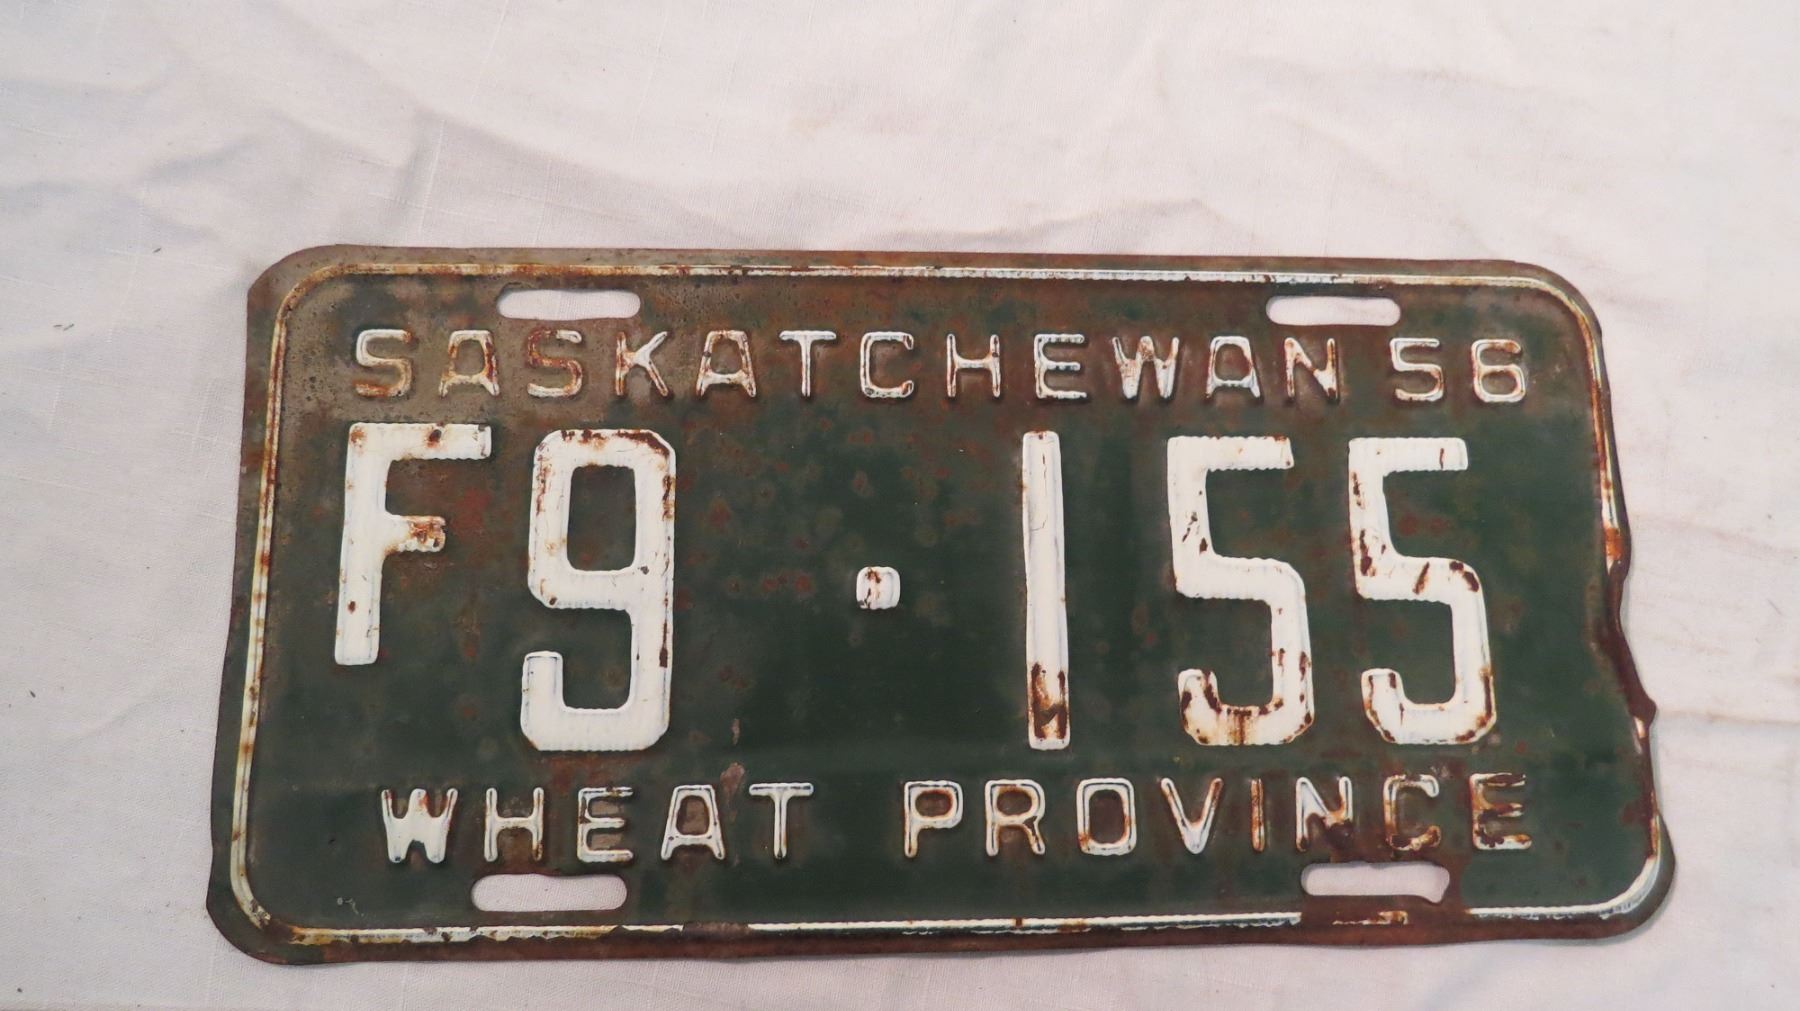 SASKATCHEWAN 56
F9·155
WHEAT PROVINCE